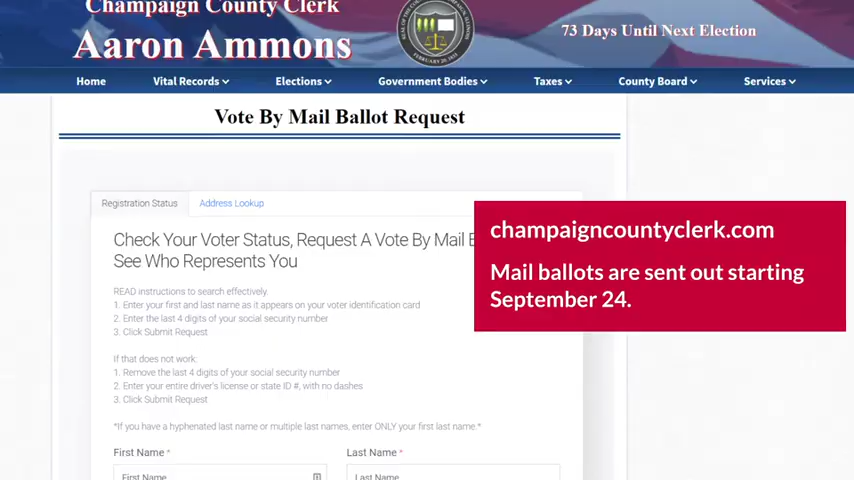 Champaign County Clerk
Aaron Ammons
73 Days Until Next Election
Home Vital Records Elections Government Bodies Taxes County Board Services
Vote By Mail Ballot Request
Registration Status Address Lookup
Check Your Voter Status, Request A Vote By Mail
See Who Represents You
READ instructions to search effectively.
1. Enter your first and last name as it appears on your voter identification card
2. Enter the last 4 digits of your social security number
3. Click Submit Request
If that does not work:
1. Remove the last 4 digits of your social security number
2. Enter your entire driver's license or state ID #, with no dashes
3. Click Submit Request
*If you have a hyphenated last name or multiple last names, enter ONLY your first last name.*
First Name * Last Name *
First Name Last Name
champaigncountyclerk.com
Mail ballots are sent out starting
September 24.